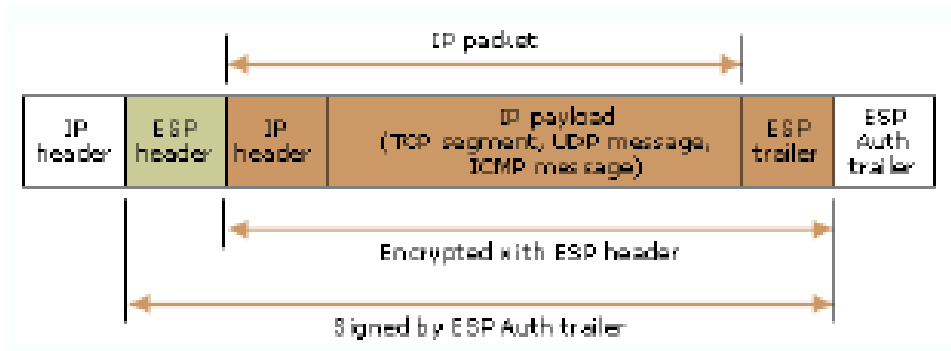 IP packet
IP
header
ESP
header
IP
header
IP payload
(TCP segment, UDP message,
ICMP message)
ESP
trailer
ESP
Auth
trailer
Encrypted with ESP header
Signed by ESP Auth trailer